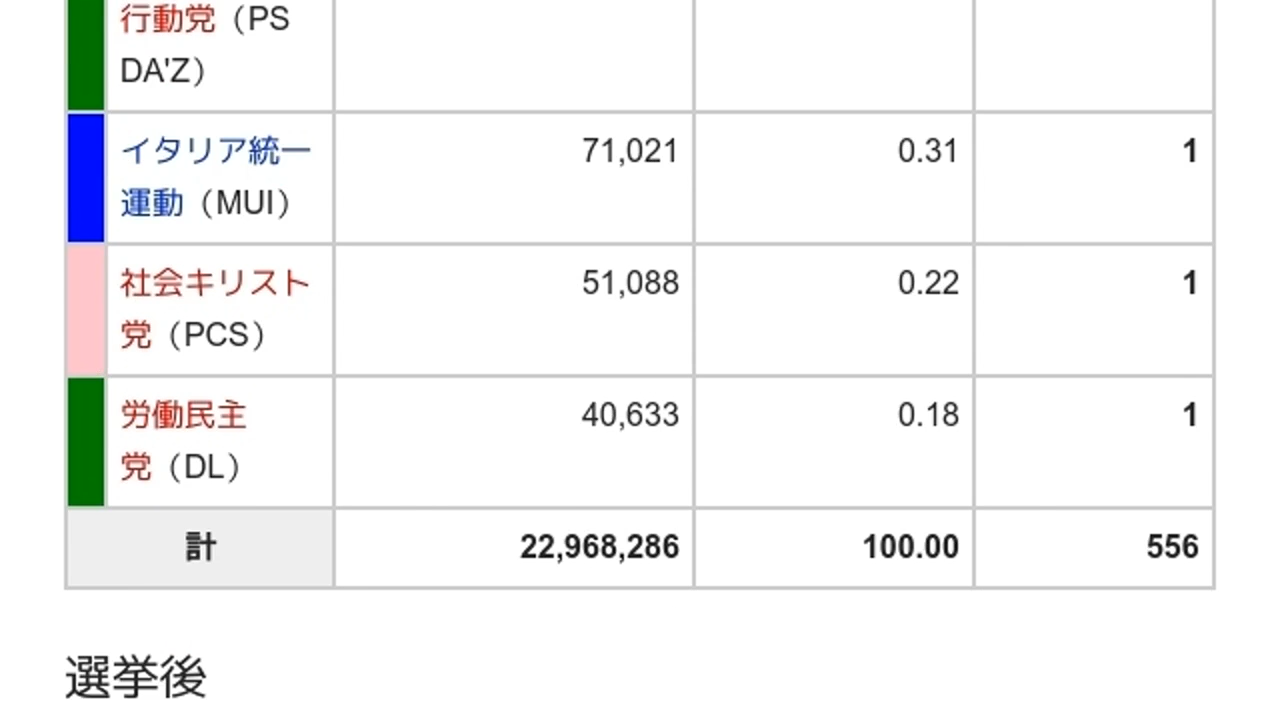 行動党（PS
DA'Z）
イタリア統一 71,021 0.31 1
運動（MUI）
社会キリスト 51,088 0.22 1
党（PCS）
労働民主 40,633 0.18 1
党（DL）
計 22,968,286 100.00 556
選挙後